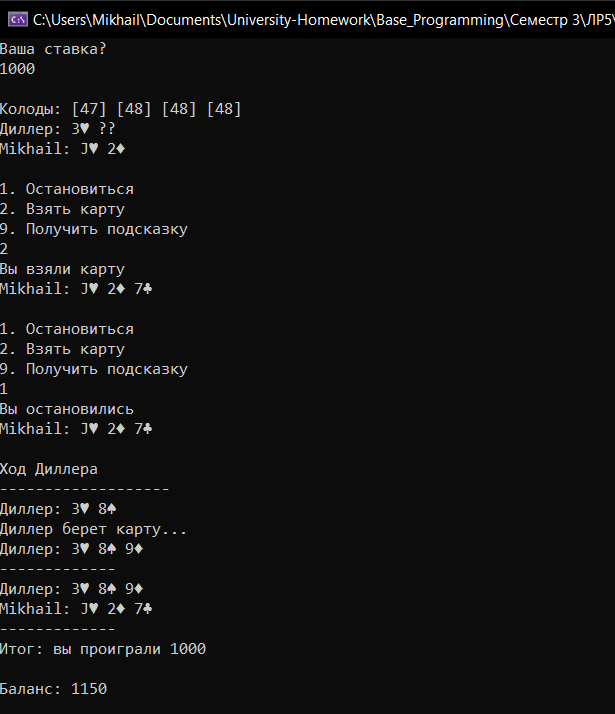 C:\Users\Mikhail\Documents\University-Homework\Base_Programming\Семестр 3\ЛР5\
Ваша ставка?
1000
Колоды: [47] [48] [48] [48]
Диллер: 3♥ ??
Mikhail: J♥ 2♦
1. Остановиться
2. Взять карту
9. Получить подсказку
2
Вы взяли карту
Mikhail: J♥ 2♦ 7♣
1. Остановиться
2. Взять карту
9. Получить подсказку
1
Вы остановились
Mikhail: J♥ 2♦ 7♣
Ход Диллера
-------------------
Диллер: 3♥ 8♠
Диллер берет карту...
Диллер: 3♥ 8♠ 9♦
-------------
Диллер: 3♥ 8♠ 9♦
Mikhail: J♥ 2♦ 7♣
-------------
Итог: вы проиграли 1000
Баланс: 1150